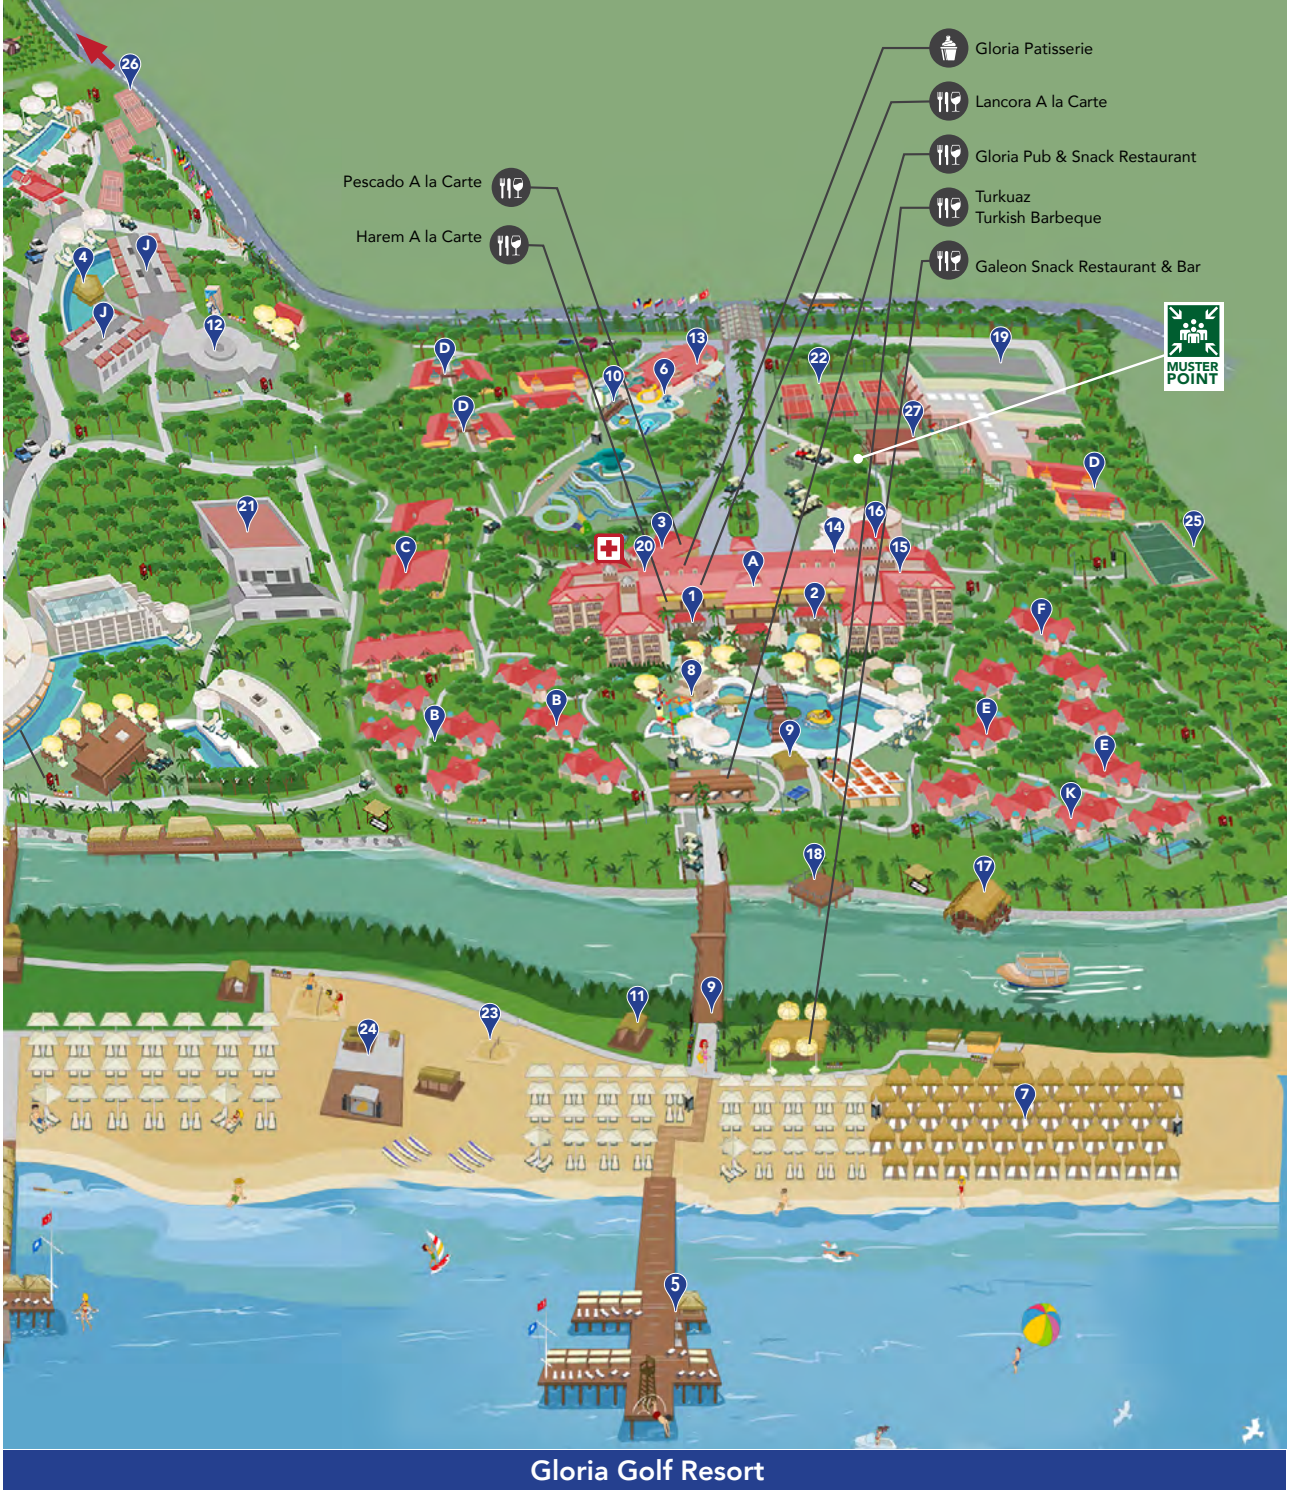 Gloria Patisserie
Lancora A la Carte
Gloria Pub & Snack Restaurant
Turkuaz
Turkish Barbeque
Galeon Snack Restaurant & Bar
Pescado A la Carte
Harem A la Carte
MUSTER
POINT
26
J
4
J
12
D
D
13
10
6
22
19
27
D
25
21
C
3
20
14
16
15
A
1
2
F
8
B
B
9
E
E
K
18
17
9
11
23
24
7
5
Gloria Golf Resort